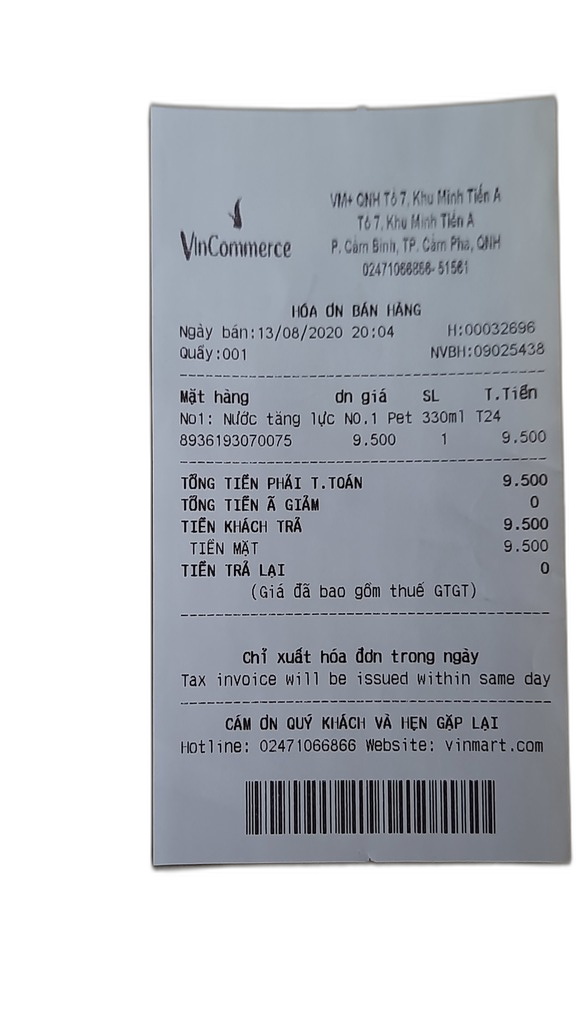 VinCommerce
VM+ QNH Tổ 7, Khu Minh Tiến A
Tổ 7, Khu Minh Tiến A
P. Cẩm Bình, TP. Cẩm Phả, QNH
02471066866-51561
HÓA ƠN BÁN HÀNG
Ngày bán:13/08/2020 20:04 H:00032696
Quầy:001 NVBH:09025438
Mặt hàng ơn giá SL T.Tiền
No1: Nước tăng lực NO.1 Pet 330ml T24
8936193070075 9.500 1 9.500
TỔNG TIỀN PHẢI T.TOÁN 9.500
TỔNG TIỀN Ã GIẢM 0
TIỀN KHÁCH TRẢ 9.500
TIỀN MẶT 9.500
TIỀN TRẢ LẠI 0
(Giá đã bao gồm thuế GTGT)
Chỉ xuất hóa đơn trong ngày
Tax invoice will be issued within same day
CẢM ƠN QUÝ KHÁCH VÀ HẸN GẶP LẠI
Hotline: 02471066866 Website: vinmart.com